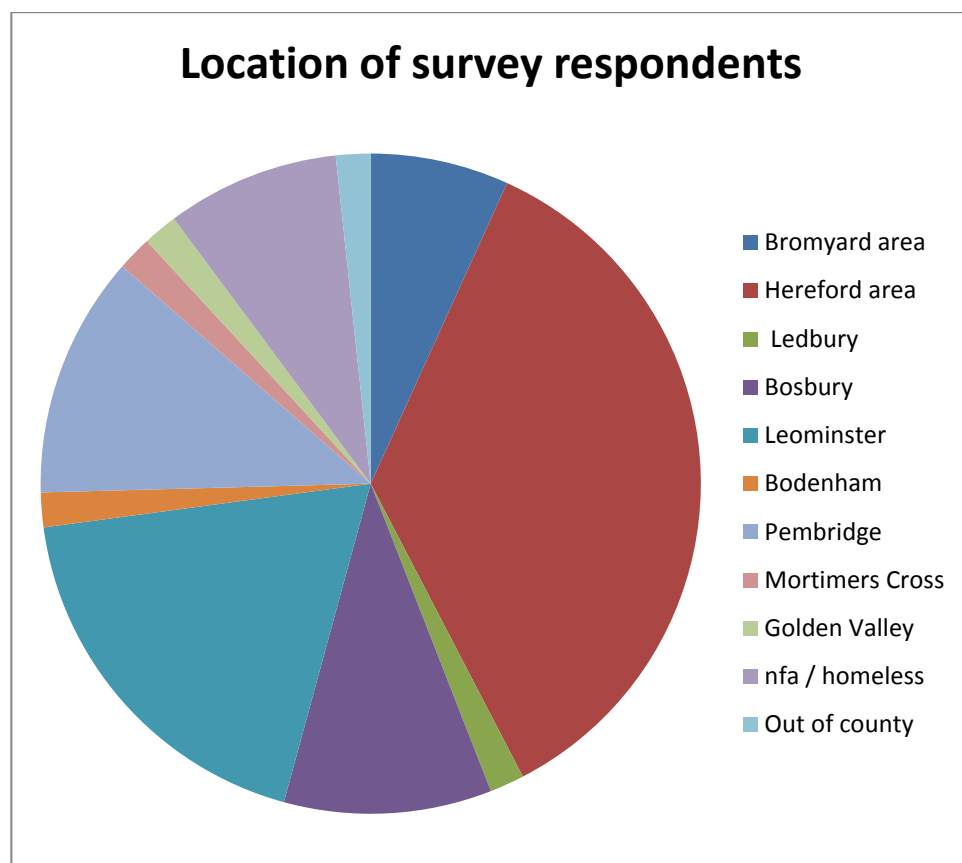 Location of survey respondents
Bromyard area
Hereford area
Ledbury
Bosbury
Leominster
Bodenham
Pembridge
Mortimers Cross
Golden Valley
nfa / homeless
Out of county